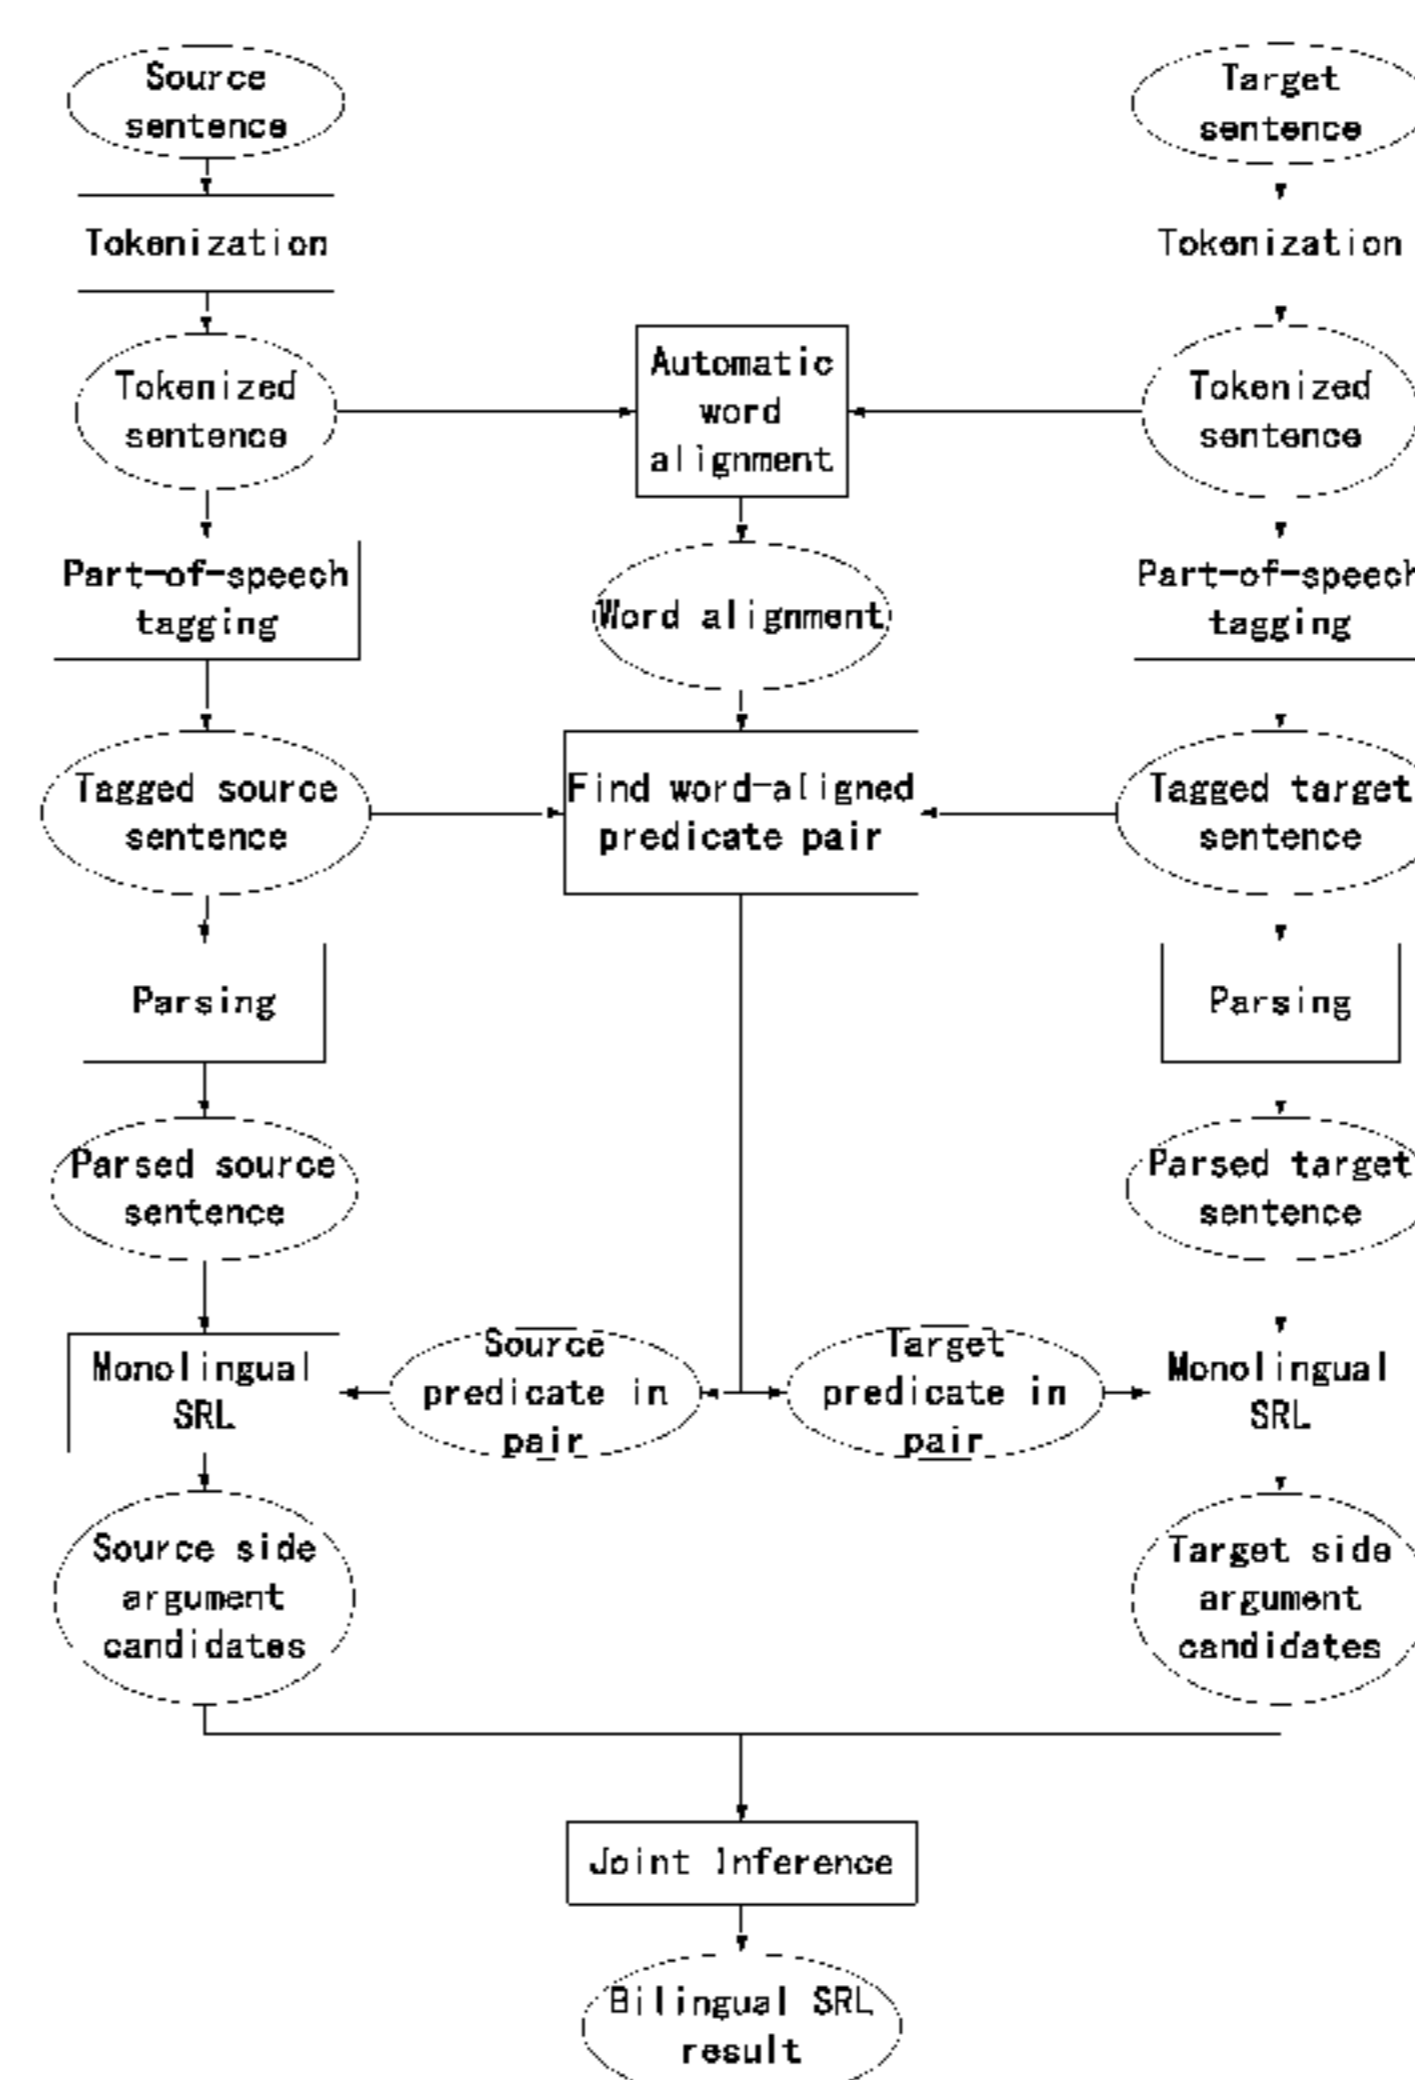 Source
sentence
Target
sentence
Tokenization
Tokenization
Tokenized
sentence
Automatic
word
alignment
Tokenized
sentence
Part-of-speech
tagging
Word alignment
Part-of-speech
tagging
Tagged source
sentence
Find word-aligned
predicate pair
Tagged target
sentence
Parsing
Parsing
Parsed source
sentence
Parsed target
sentence
Monolingual
SRL
Source
predicate in
pair
Target
predicate in
pair
Monolingual
SRL
Source side
argument
candidates
Target side
argument
candidates
Joint Inference
Bilingual SRL
result